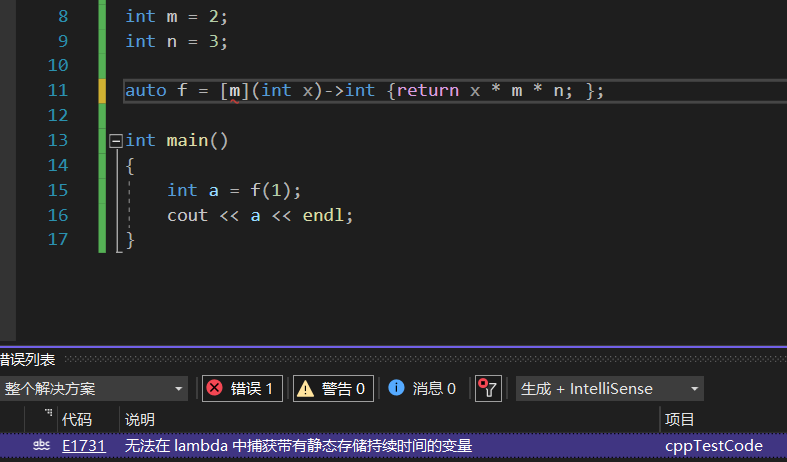 8 int m = 2;
9 int n = 3;
10
11 auto f = [m](int x)->int {return x * m * n; };
12
13 int main()
14 {
15 int a = f(1);
16 cout << a << endl;
17 }
错误列表
整个解决方案 错误 1 警告 0 消息 0 生成 + IntelliSense
代码 说明 项目
abc E1731 无法在 lambda 中捕获带有静态存储持续时间的变量 cppTestCode